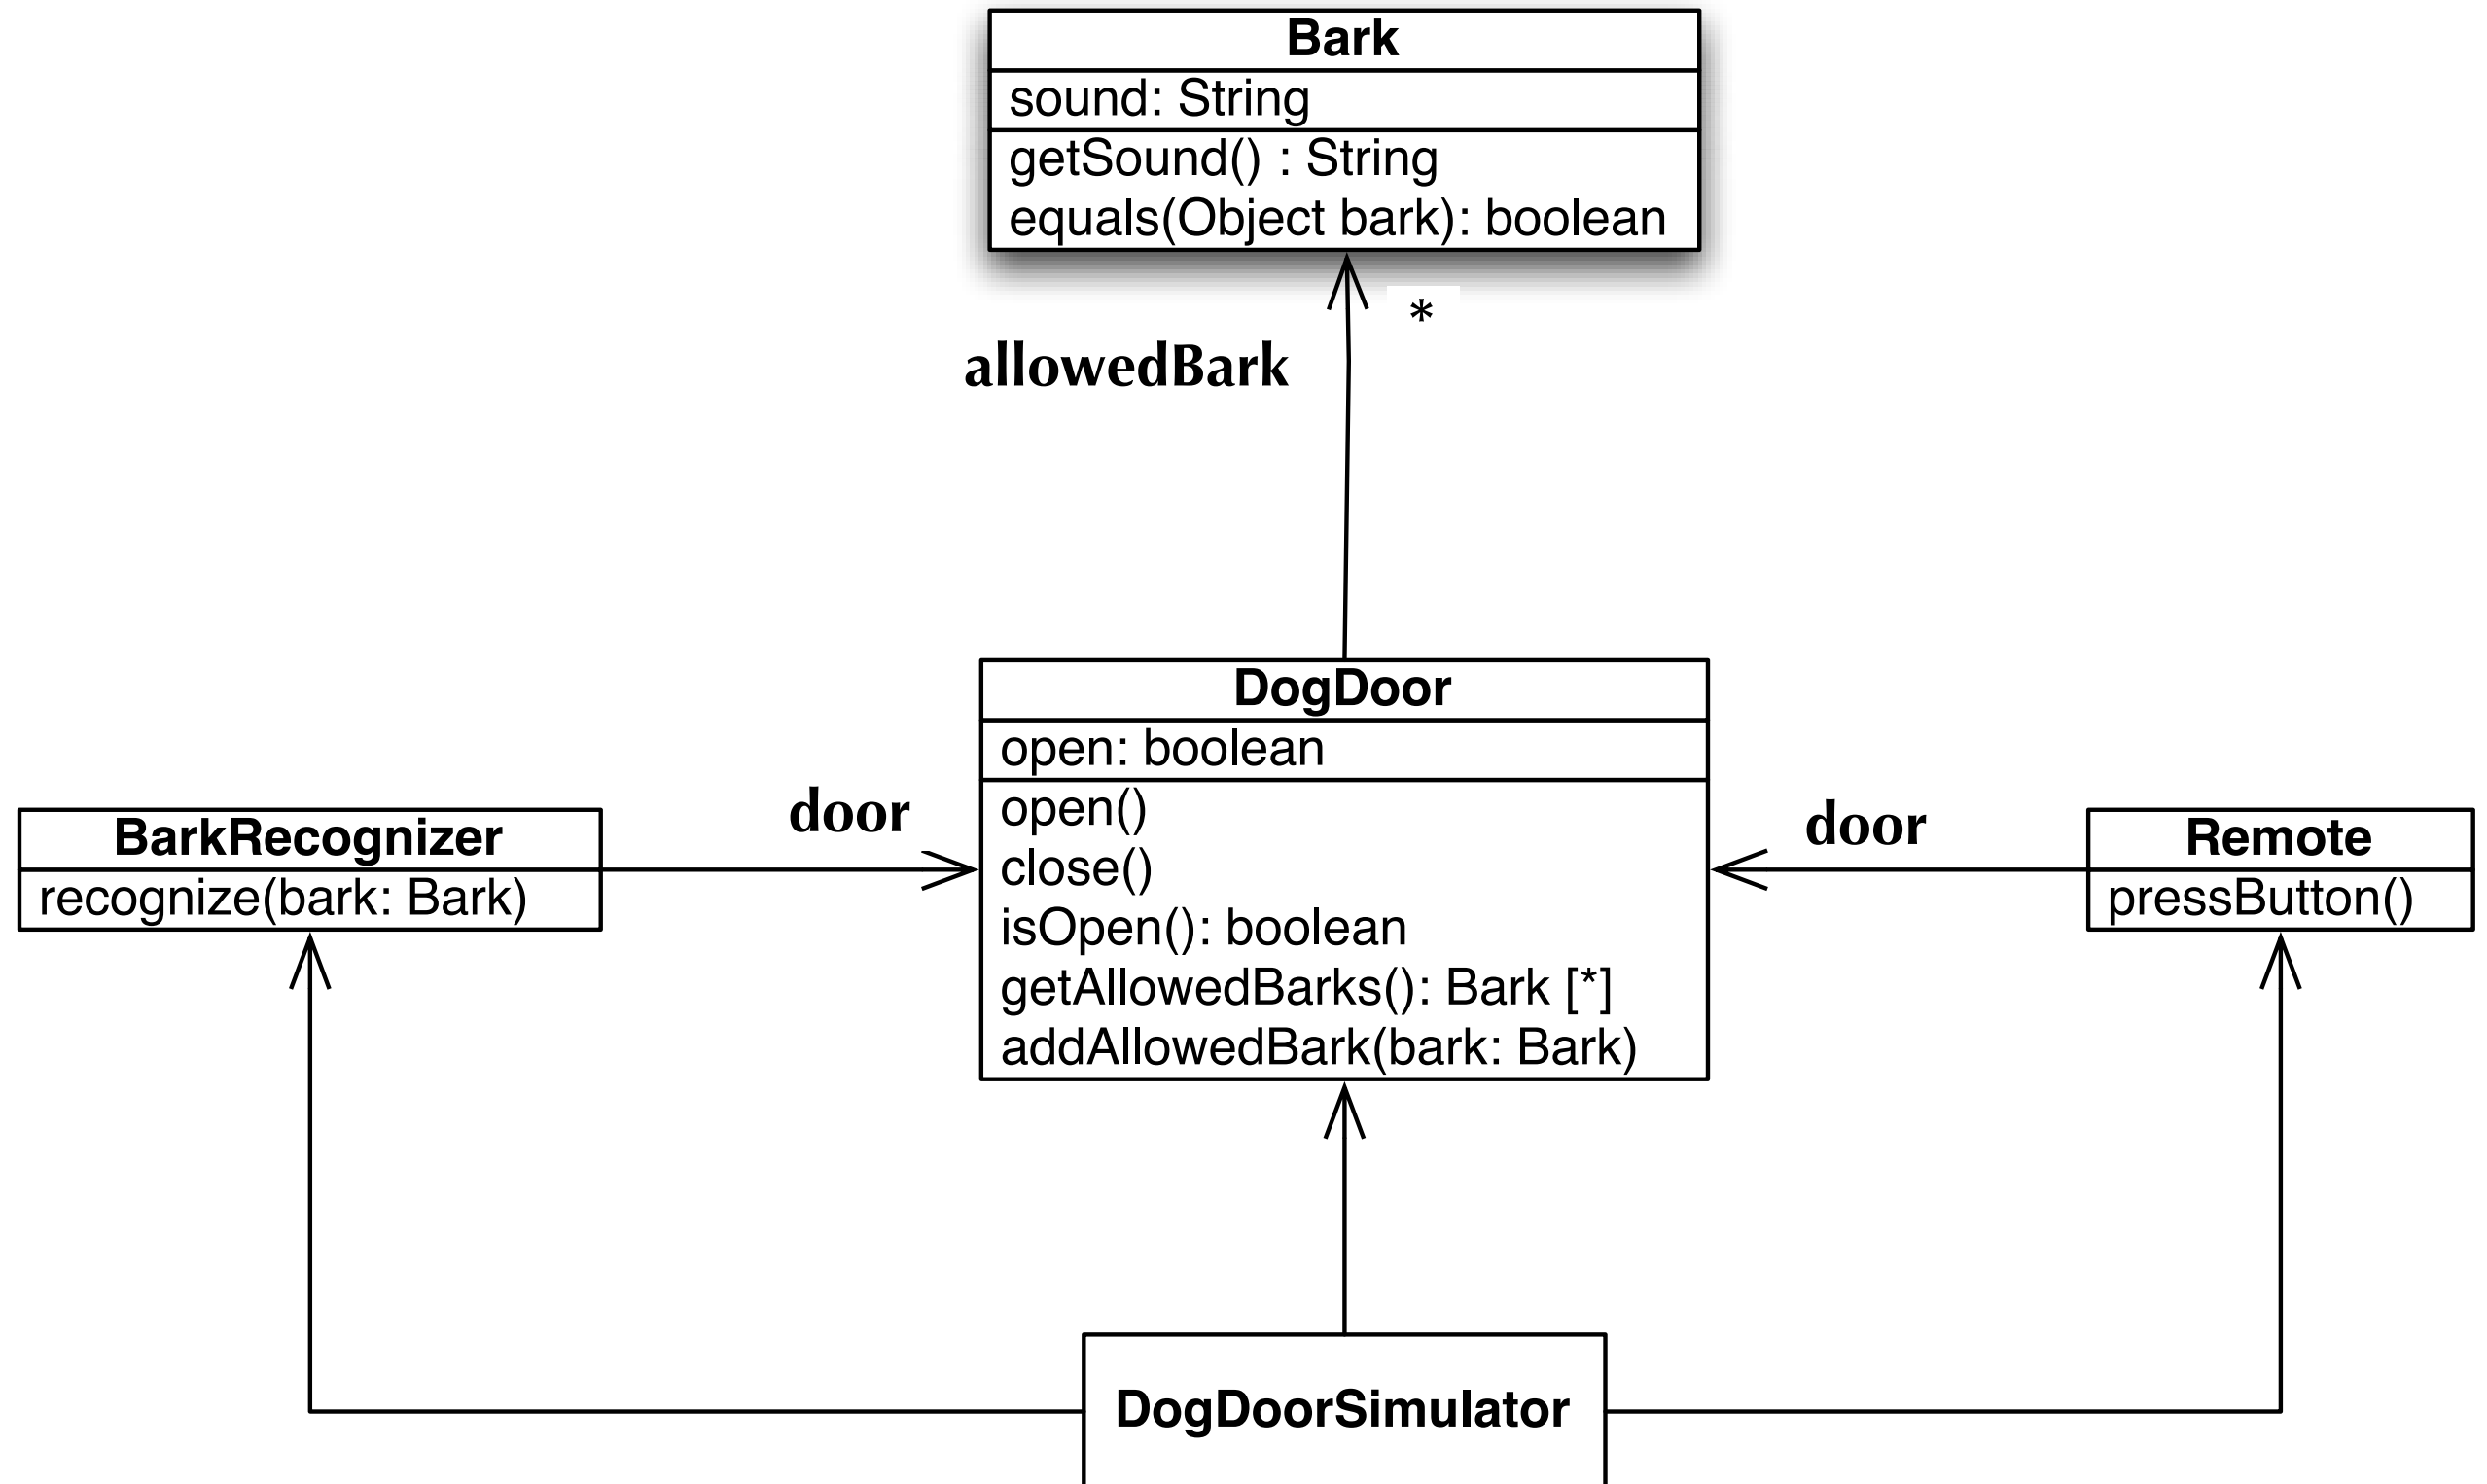 Bark
sound: String
getSound() : String
equals(Object bark): boolean
*
allowedBark
DogDoor
open: boolean
open()
close()
isOpen(): boolean
getAllowedBarks(): Bark [*]
addAllowedBark(bark: Bark)
door
BarkRecognizer
recognize(bark: Bark)
door
Remote
pressButton()
DogDoorSimulator